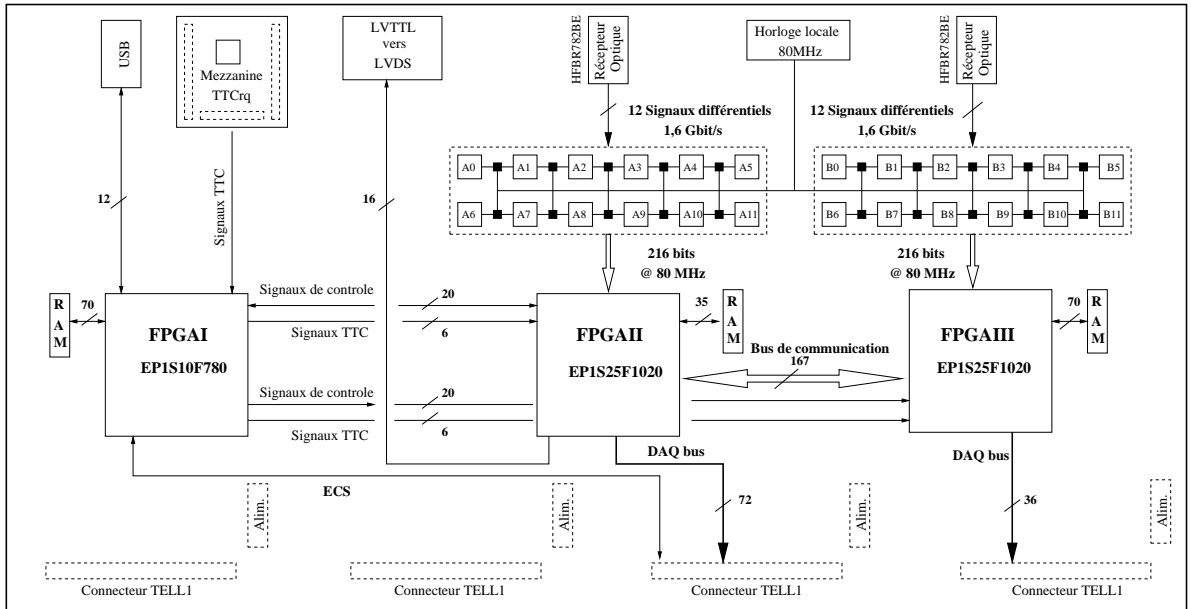 USB
Mezzanine
TTCrq
LVTTL
vers
LVDS
HFBR782BE
Récepteur
Optique
Horloge locale
80MHz
HFBR782BE
Récepteur
Optique
12 Signaux différentiels
1,6 Gbit/s
12 Signaux différentiels
1,6 Gbit/s
A0 A1 A2 A3 A4 A5
B0 B1 B2 B3 B4 B5
A6 A7 A8 A9 A10 A11
B6 B7 B8 B9 B10 B11
12
Signaux TTC
16
216 bits
@ 80 MHz
216 bits
@ 80 MHz
RAM
70
FPGAI
EP1S10F780
Signaux de controle
20
Signaux TTC
6
FPGAII
EP1S25F1020
35
RAM
Bus de communication
167
FPGAIII
EP1S25F1020
70
RAM
Signaux de controle
20
Signaux TTC
6
DAQ bus
DAQ bus
ECS
72
36
Alim.
Alim.
Alim.
Alim.
Connecteur TELL1
Connecteur TELL1
Connecteur TELL1
Connecteur TELL1